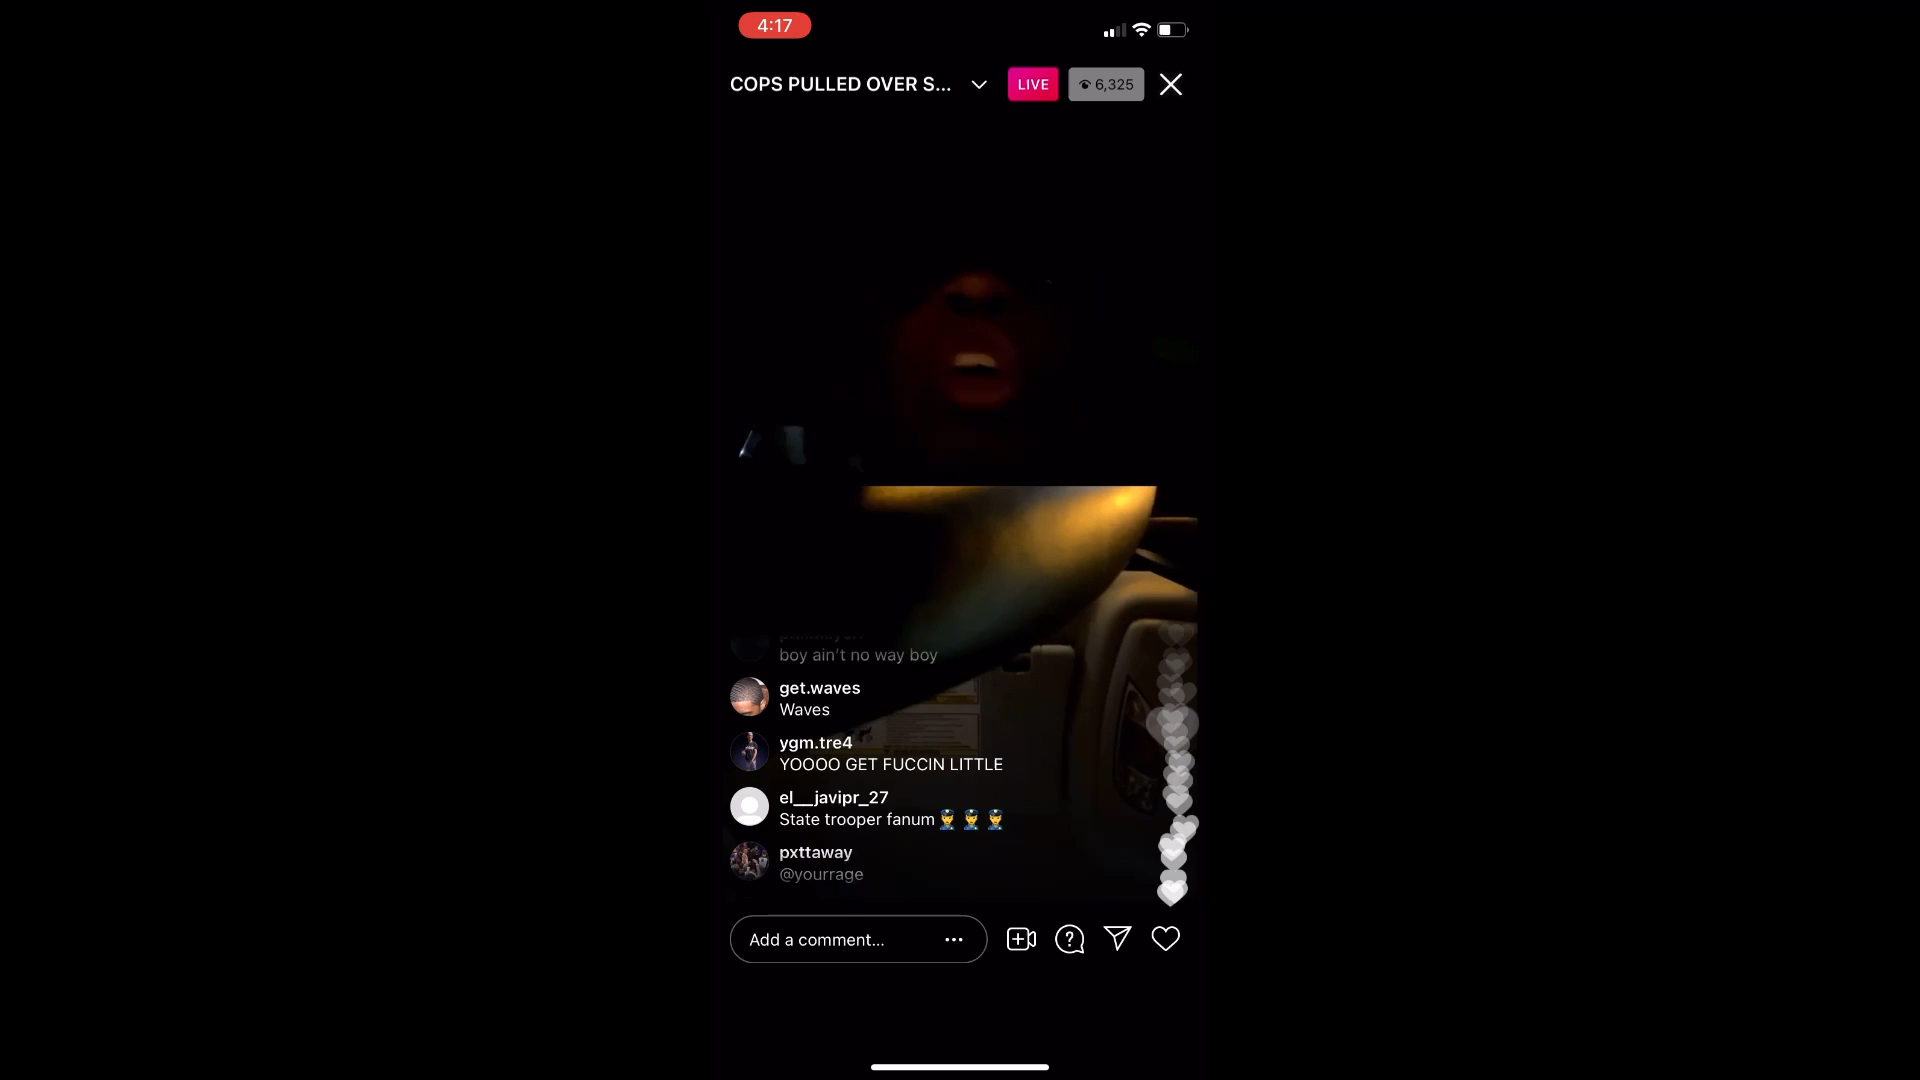 4:17
COPS PULLED OVER S...
LIVE
6,325
boy ain't no way boy
get.waves
Waves
ygm.tre4
YOOOO GET FUCCIN LITTLE
el__javipr_27
State trooper fanum👮👮👮
pxttaway
@yourrage
Add a comment...